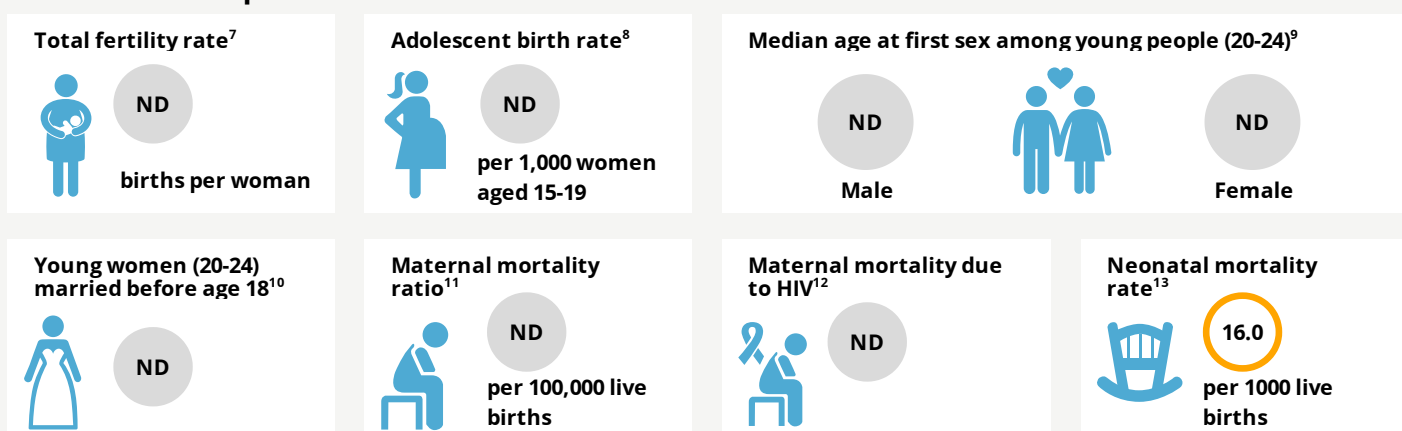 Total fertility rate7
ND
births per woman
Adolescent birth rate8
ND
per 1,000 women
aged 15-19
Median age at first sex among young people (20-24)9
ND
Male
ND
Female
Young women (20-24)
married before age 1810
ND
Maternal mortality
ratio11
ND
per 100,000 live
births
Maternal mortality due
to HIV12
ND
Neonatal mortality
rate13
16.0
per 1000 live
births